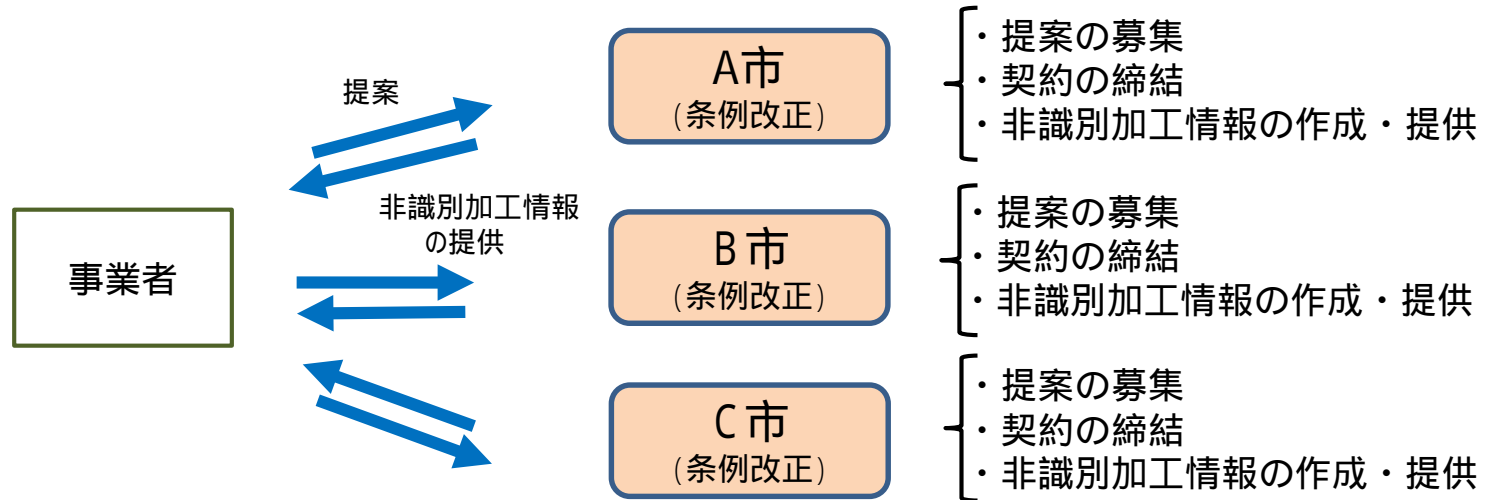 提案
非識別加工情報
の提供
事業者
A市
(条例改正)
・提案の募集
・契約の締結
・非識別加工情報の作成・提供
B市
(条例改正)
・提案の募集
・契約の締結
・非識別加工情報の作成・提供
C市
(条例改正)
・提案の募集
・契約の締結
・非識別加工情報の作成・提供